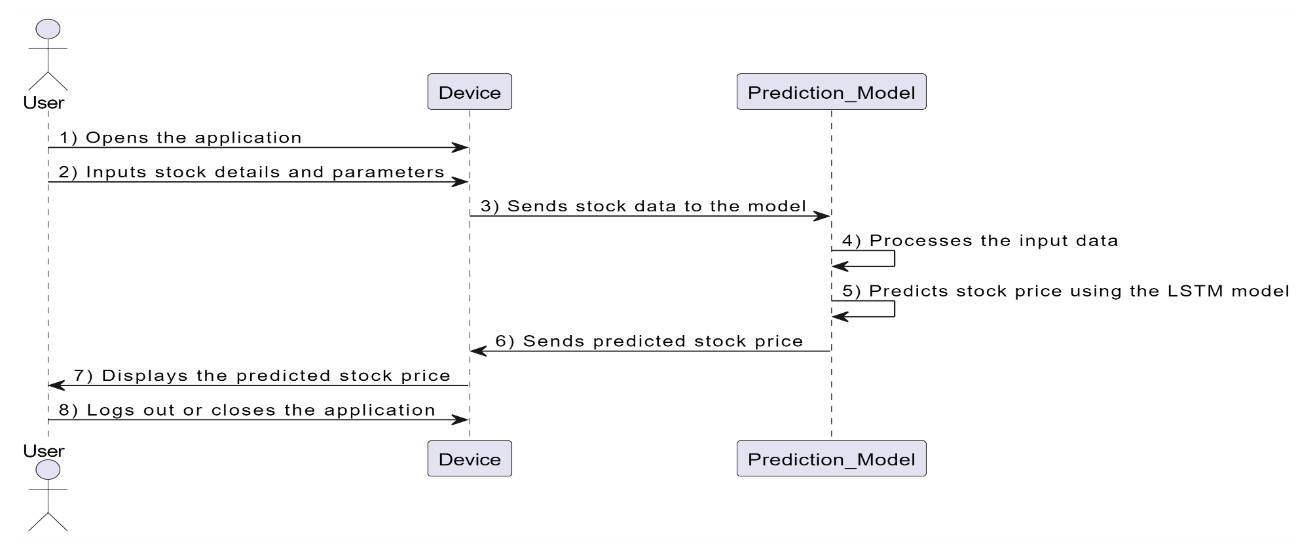 User
Device
Prediction_Model
1) Opens the application
2) Inputs stock details and parameters
3) Sends stock data to the model
4) Processes the input data
5) Predicts stock price using the LSTM model
6) Sends predicted stock price
7) Displays the predicted stock price
8) Logs out or closes the application
User
Device
Prediction_Model